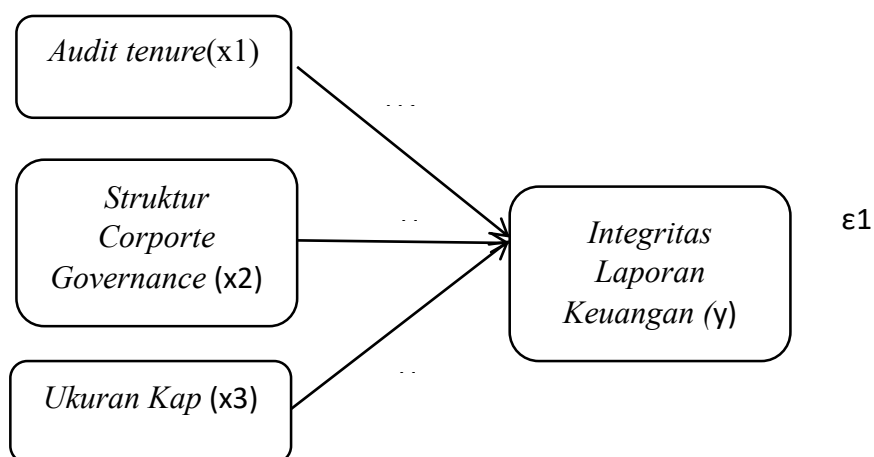 Audit tenure(x1)
Struktur
Corporte
Governance (x2)
Ukuran Kap (x3)
Integritas
Laporan
Keuangan (y)
ε1